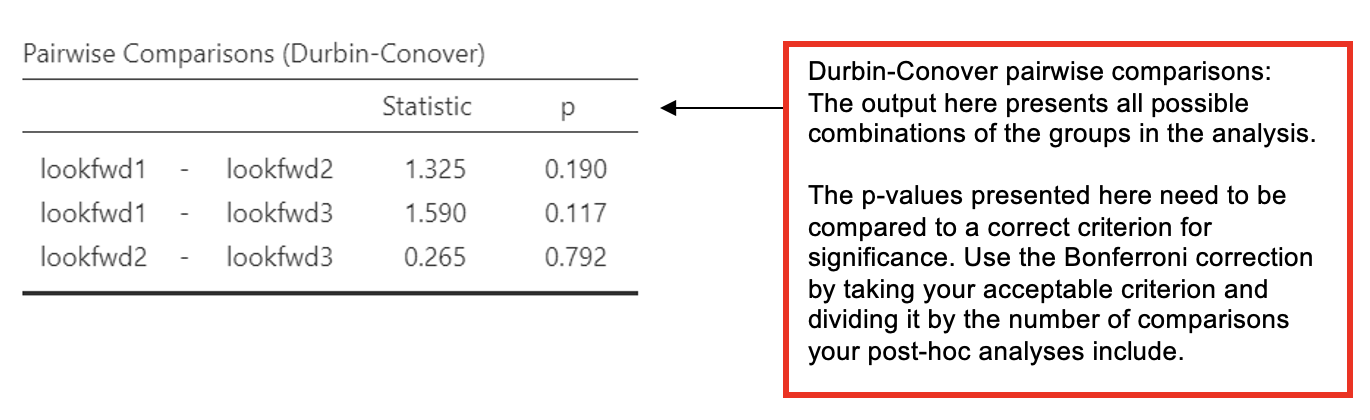 Pairwise Comparisons (Durbin-Conover)
Statistic p
lookfwd1 - lookfwd2 1.325 0.190
lookfwd1 - lookfwd3 1.590 0.117
lookfwd2 - lookfwd3 0.265 0.792
Durbin-Conover pairwise comparisons:
The output here presents all possible
combinations of the groups in the analysis.
The p-values presented here need to be
compared to a correct criterion for
significance. Use the Bonferroni correction
by taking your acceptable criterion and
dividing it by the number of comparisons
your post-hoc analyses include.